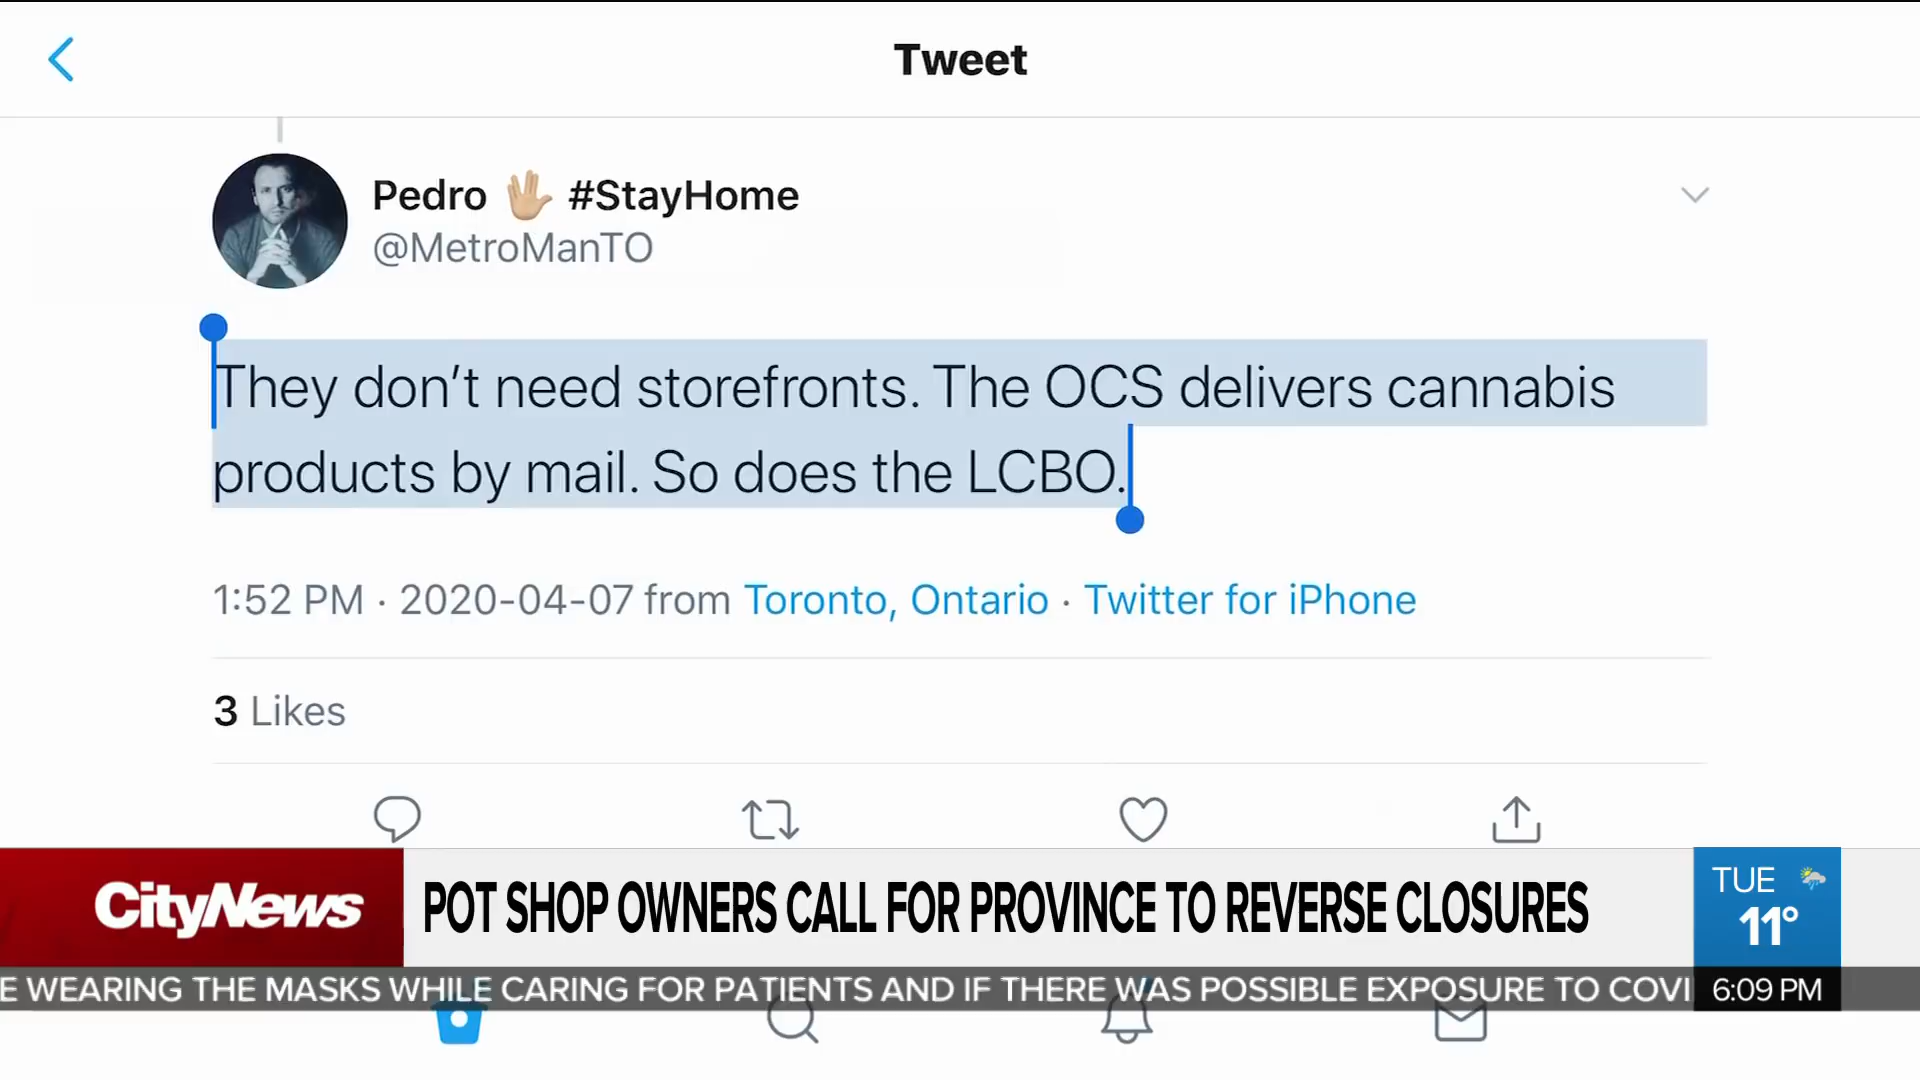 Tweet
Pedro 🖖🏼 #StayHome
@MetroManTO
They don’t need storefronts. The OCS delivers cannabis
products by mail. So does the LCBO.
1:52 PM · 2020-04-07 from Toronto, Ontario · Twitter for iPhone
3 Likes
CityNews
POT SHOP OWNERS CALL FOR PROVINCE TO REVERSE CLOSURES
TUE
11°
E WEARING THE MASKS WHILE CARING FOR PATIENTS AND IF THERE WAS POSSIBLE EXPOSURE TO COVI
6:09 PM